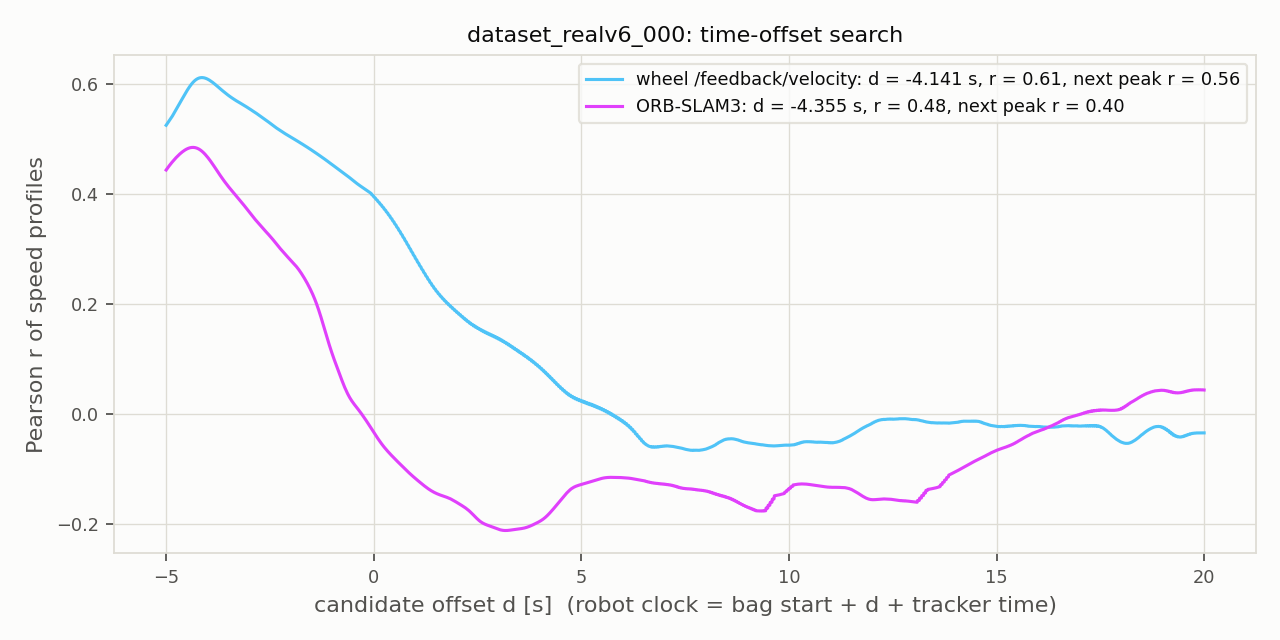 dataset_realv6_000: time-offset search
wheel /feedback/velocity: d = -4.141 s, r = 0.61, next peak r = 0.56
ORB-SLAM3: d = -4.355 s, r = 0.48, next peak r = 0.40
Pearson r of speed profiles
0.6
0.4
0.2
0.0
−0.2
−5
0
5
10
15
20
candidate offset d [s]  (robot clock = bag start + d + tracker time)